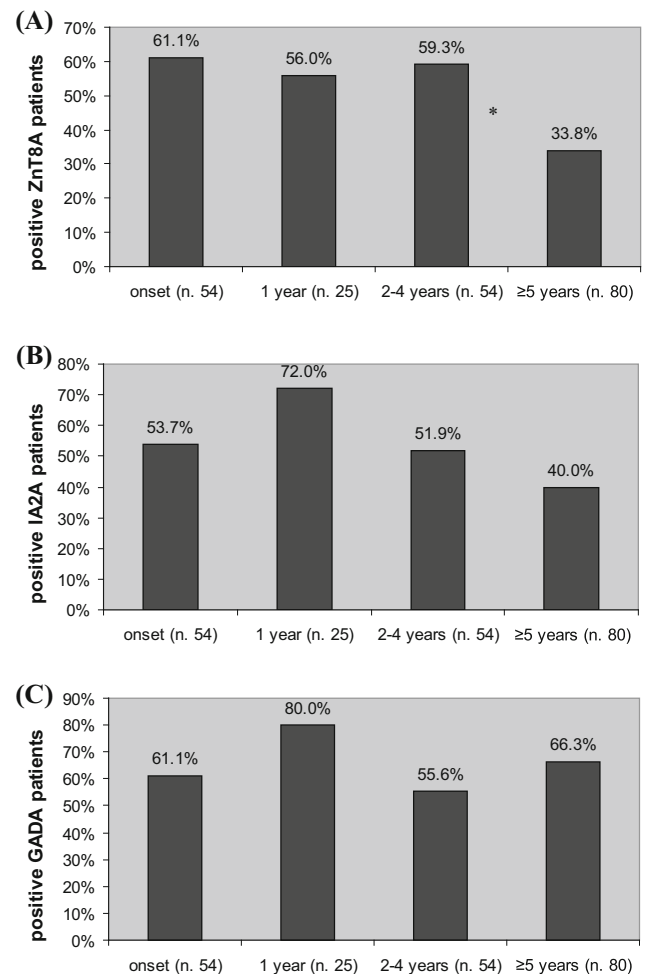 (A)
positive ZnT8A patients
70%
60%
50%
40%
30%
20%
10%
0%
61.1%
56.0%
59.3%
*
33.8%
onset (n. 54)
1 year (n. 25)
2-4 years (n. 54)
≥5 years (n. 80)
(B)
positive IA2A patients
80%
70%
60%
50%
40%
30%
20%
10%
0%
53.7%
72.0%
51.9%
40.0%
onset (n. 54)
1 year (n. 25)
2-4 years (n. 54)
≥5 years (n. 80)
(C)
positive GADA patients
90%
80%
70%
60%
50%
40%
30%
20%
10%
0%
61.1%
80.0%
55.6%
66.3%
onset (n. 54)
1 year (n. 25)
2-4 years (n. 54)
≥5 years (n. 80)